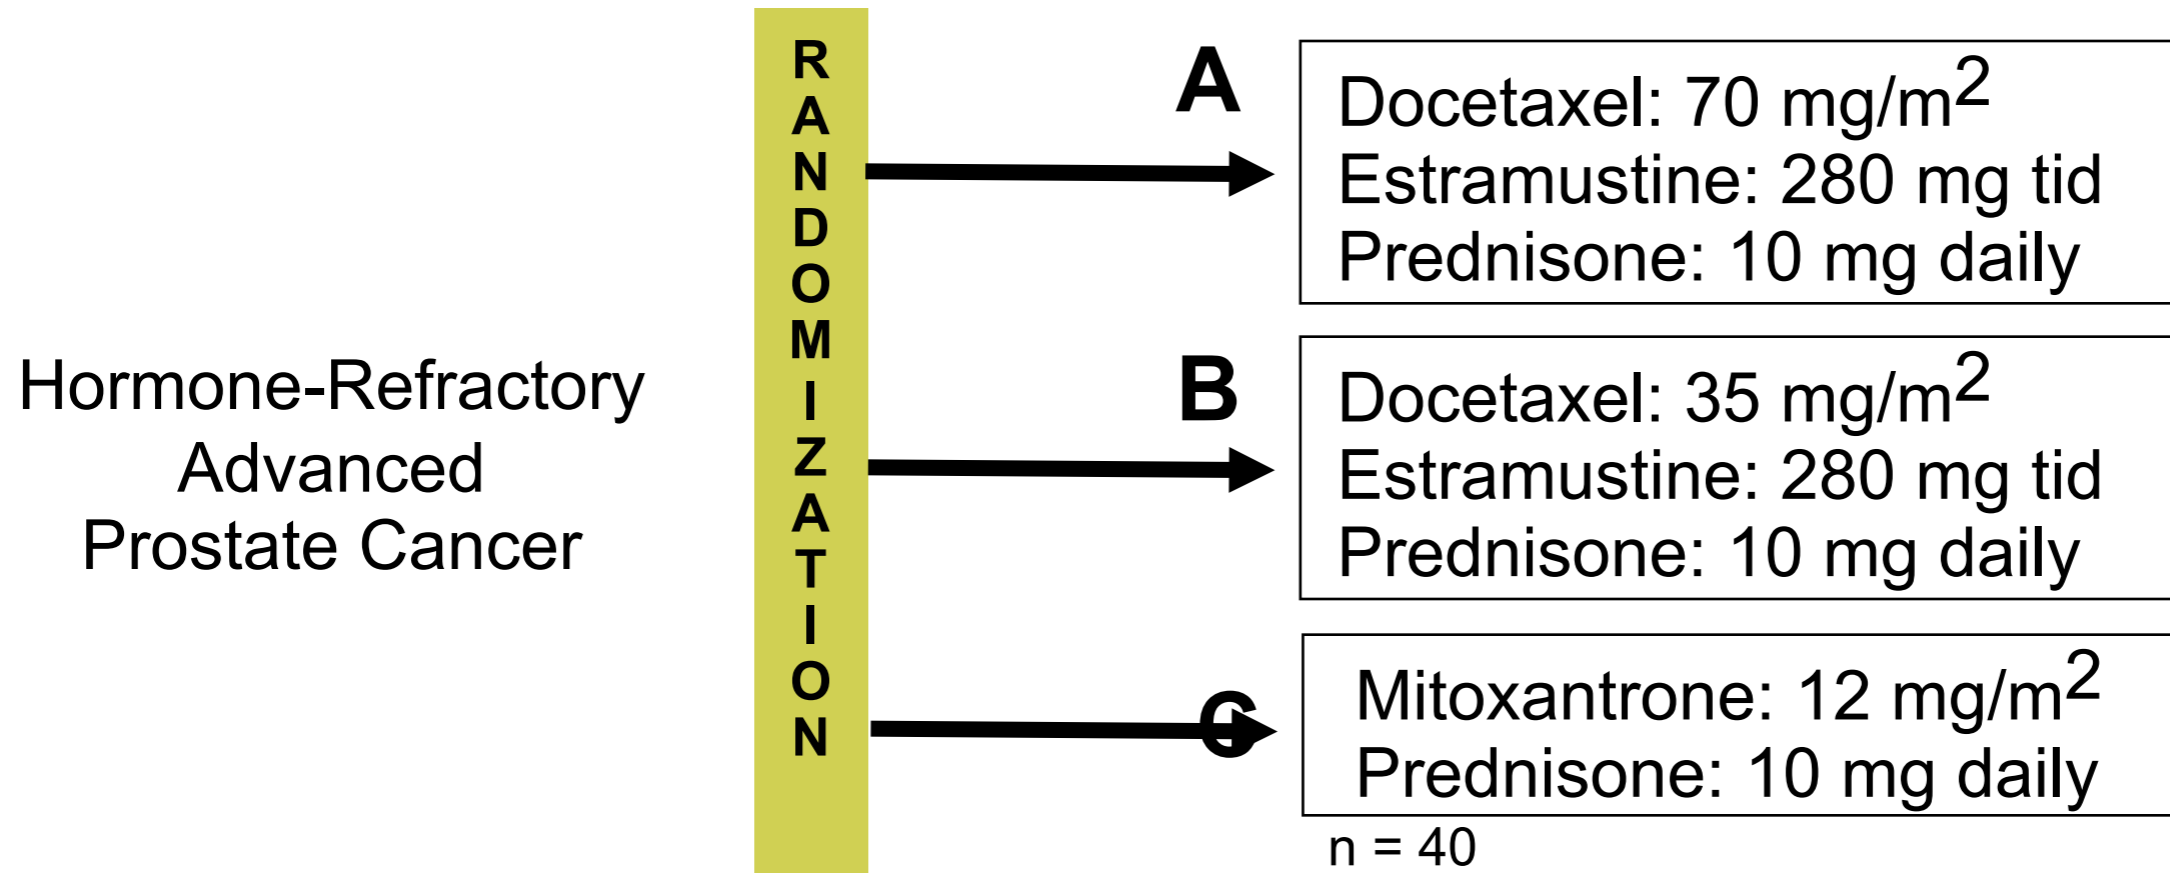 Hormone-Refractory
Advanced
Prostate Cancer
RANDOMIZATION
A
Docetaxel: 70 mg/m²
Estramustine: 280 mg tid
Prednisone: 10 mg daily
B
Docetaxel: 35 mg/m²
Estramustine: 280 mg tid
Prednisone: 10 mg daily
C
Mitoxantrone: 12 mg/m²
Prednisone: 10 mg daily
n = 40